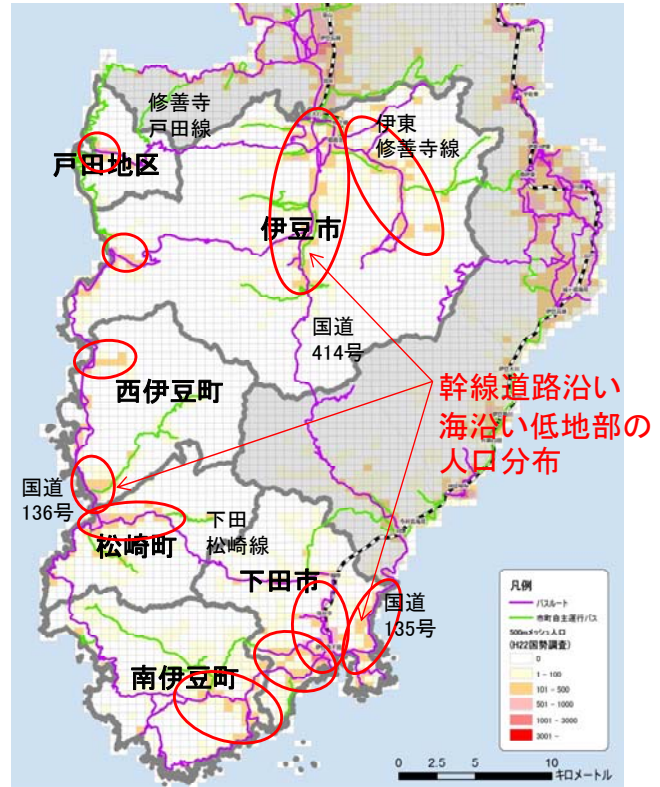 修善寺
戸田線
戸田地区
伊東
修善寺線
伊豆市
国道
414号
幹線道路沿い
海沿い低地部の
人口分布
西伊豆町
国道
136号
松崎町
下田
松崎線
下田市
国道
135号
南伊豆町
凡例
バスルート
市町自主運行バス
500mメッシュ人口
(H22国勢調査)
0
1 - 100
101 - 500
501 - 1000
1001 - 3000
3001 -
0 2.5 5 10
キロメートル